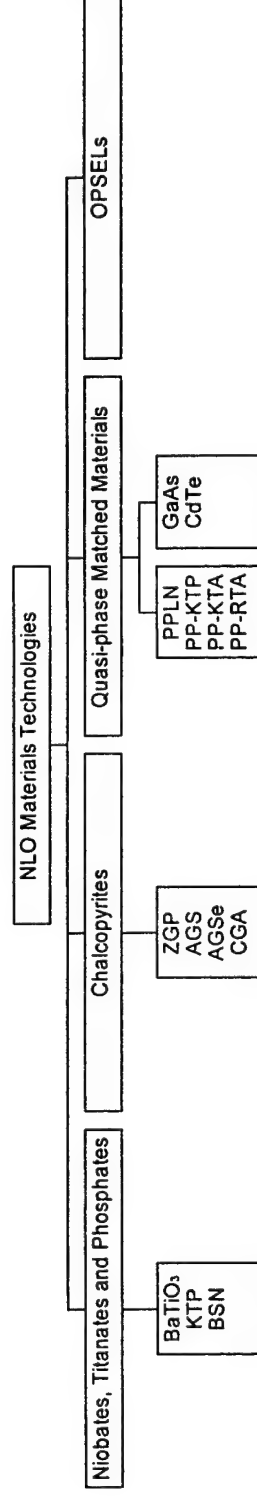 NLO Materials Technologies
Niobates, Titanates and Phosphates
Chalcopyrites
Quasi-phase Matched Materials
OPSELs
BaTiO₃
KTP
BSN
ZGP
AGS
AGSe
CGA
PPLN
PP-KTP
PP-KTA
PP-RTA
GaAs
CdTe